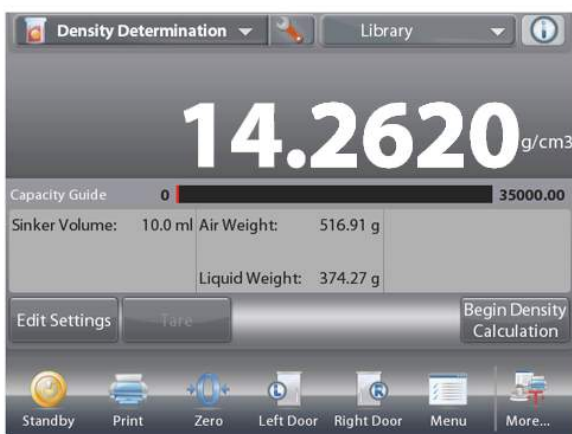 Density Determination Library
14.2620 g/cm3
Capacity Guide 0 35000.00
Sinker Volume: 10.0 ml Air Weight: 516.91 g
Liquid Weight: 374.27 g
Edit Settings Tare Begin Density
Calculation
L R
Standby Print Zero Left Door Right Door Menu More...